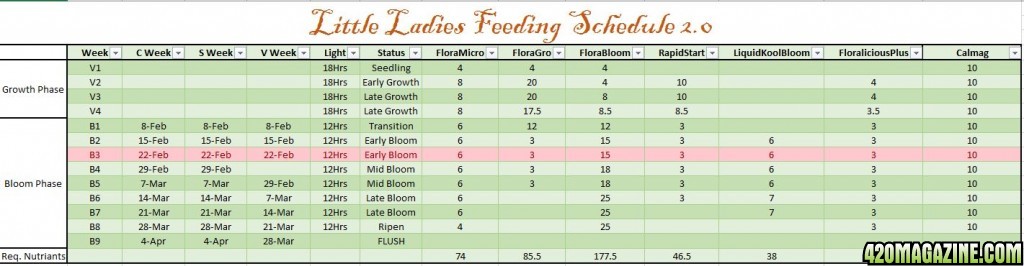 Little Ladies Feeding Schedule 2.0
Week C Week S Week V Week Light Status FloraMicro FloraGro FloraBloom RapidStart LiquidKoolBloom FloraliciousPlus Calmag
Growth Phase
V1 18Hrs Seedling 4 4 4 10
V2 18Hrs Early Growth 8 20 4 10 4 10
V3 18Hrs Late Growth 8 20 8 10 4 10
V4 18Hrs Late Growth 8 17.5 8.5 8.5 3.5 10
Bloom Phase
B1 8-Feb 8-Feb 8-Feb 12Hrs Transition 6 12 12 3 3 10
B2 15-Feb 15-Feb 15-Feb 12Hrs Early Bloom 6 3 15 3 6 3 10
B3 22-Feb 22-Feb 22-Feb 12Hrs Early Bloom 6 3 15 3 6 3 10
B4 29-Feb 29-Feb 12Hrs Mid Bloom 6 3 18 3 6 3 10
B5 7-Mar 7-Mar 29-Feb 12Hrs Mid Bloom 6 3 18 3 6 3 10
B6 14-Mar 14-Mar 7-Mar 12Hrs Late Bloom 6 25 3 7 3 10
B7 21-Mar 21-Mar 14-Mar 12Hrs Late Bloom 6 25 7 3 10
B8 28-Mar 28-Mar 21-Mar 12Hrs Ripen 4 25 10
B9 4-Apr 4-Apr 28-Mar FLUSH
Req. Nutriants 74 85.5 177.5 46.5 38
420MAGAZINE.COM